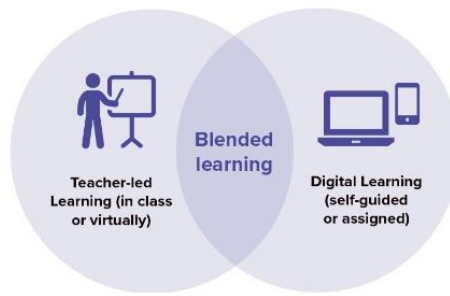 Teacher-led
Learning (in class
or virtually)
Blended
learning
Digital Learning
(self-guided
or assigned)